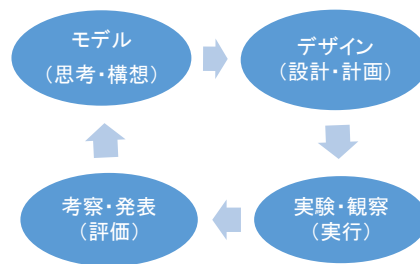 モデル
（思考・構想）
デザイン
（設計・計画）
考察・発表
（評価）
実験・観察
（実行）